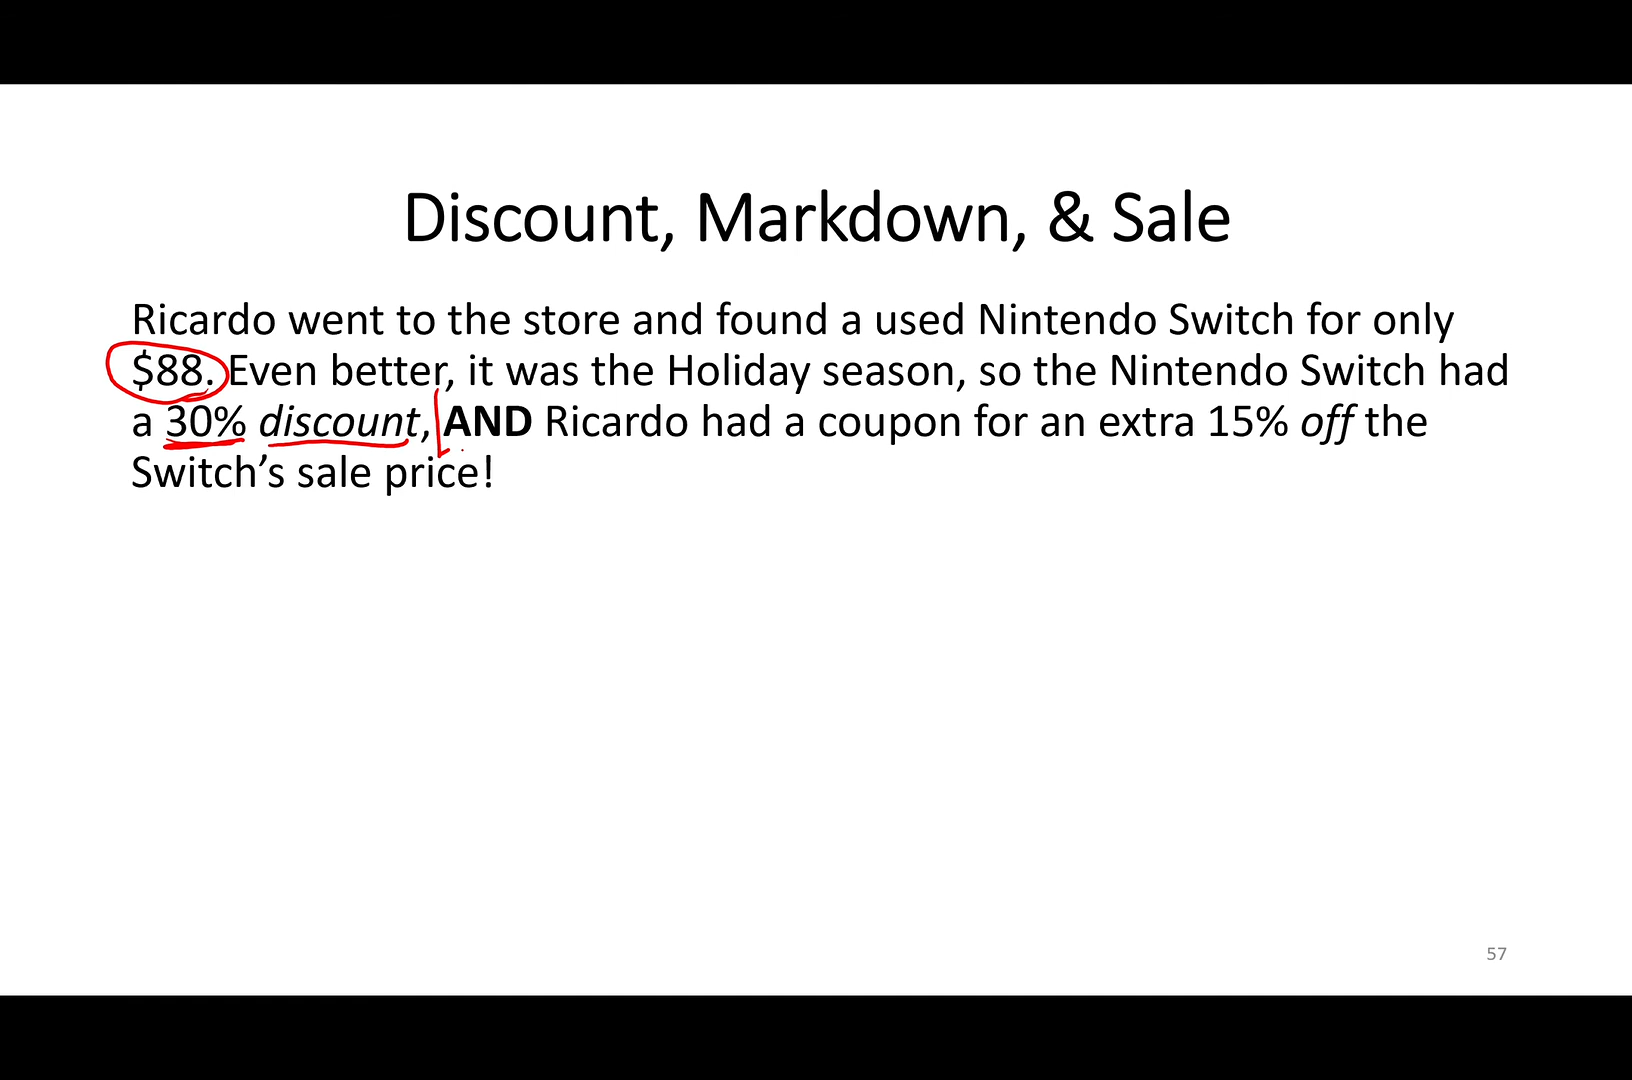 Discount, Markdown, & Sale
Ricardo went to the store and found a used Nintendo Switch for only
$88. Even better, it was the Holiday season, so the Nintendo Switch had
a 30% discount, AND Ricardo had a coupon for an extra 15% off the
Switch’s sale price!
57